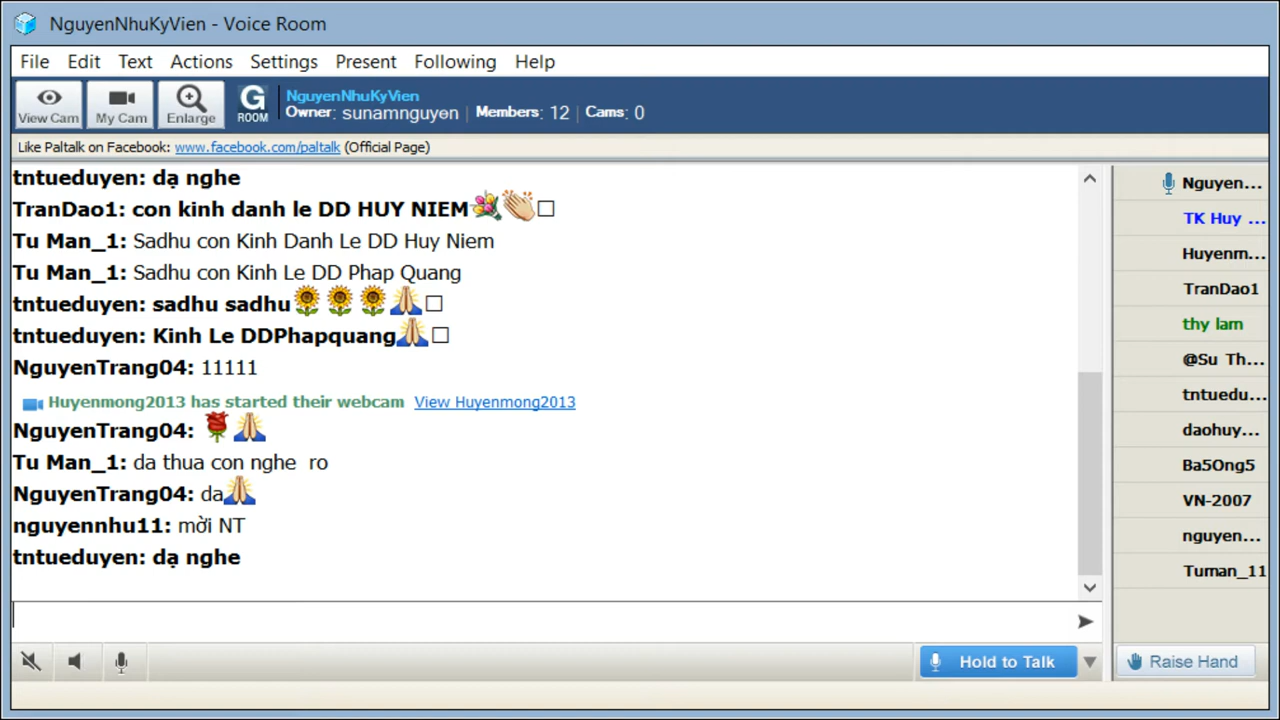 NguyenNhuKyVien - Voice Room
File Edit Text Actions Settings Present Following Help
View Cam My Cam Enlarge G ROOM NguyenNhuKyVien
Owner: sunamnguyen | Members: 12 | Cams: 0
Like Paltalk on Facebook: www.facebook.com/paltalk (Official Page)
tntueduyen: dạ nghe
TranDao1: con kinh danh le DD HUY NIEM
Tu Man_1: Sadhu con Kinh Danh Le DD Huy Niem
Tu Man_1: Sadhu con Kinh Le DD Phap Quang
tntueduyen: sadhu sadhu
tntueduyen: Kinh Le DDPhapquang
NguyenTrang04: 11111
Huyenmong2013 has started their webcam View Huyenmong2013
NguyenTrang04:
Tu Man_1: da thua con nghe ro
NguyenTrang04: da
nguyennhu11: mời NT
tntueduyen: dạ nghe
Nguyen...
TK Huy ...
Huyenm...
TranDao1
thy lam
@Su Th...
tntuedu...
daohuy...
Ba5Ong5
VN-2007
nguyen...
Tuman_11
Hold to Talk
Raise Hand